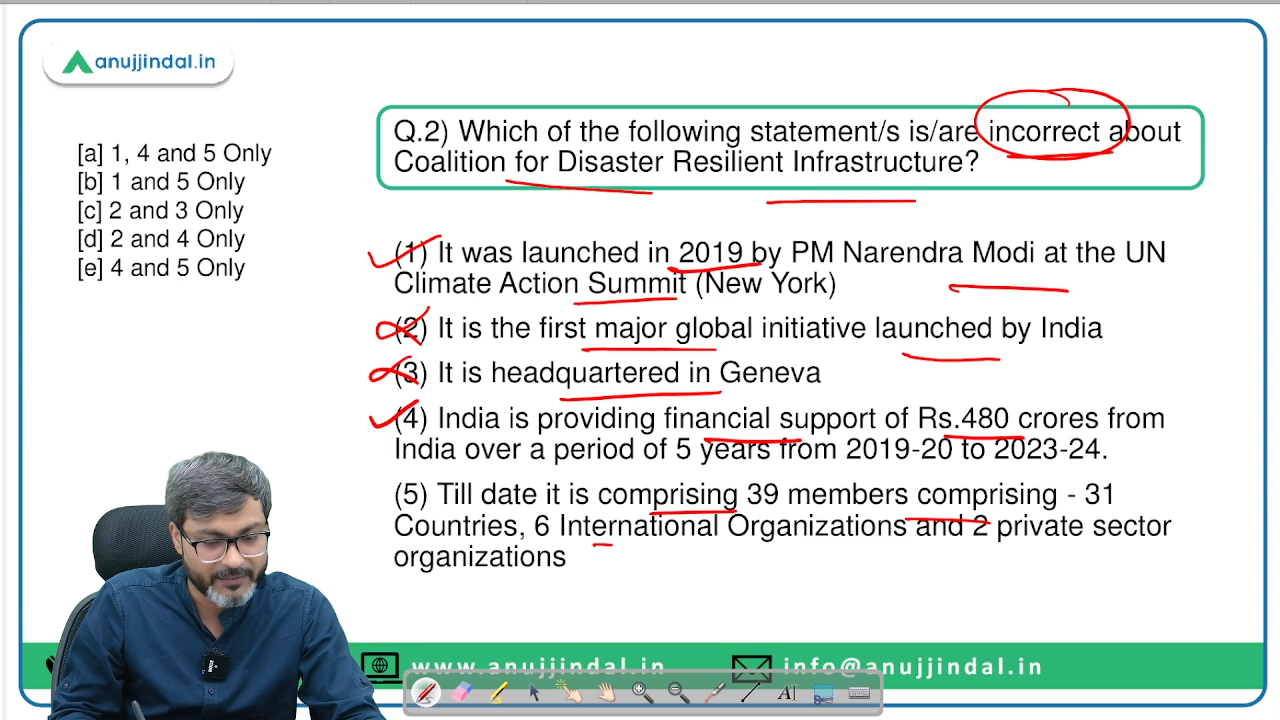 anujjindal.in
Q.2) Which of the following statement/s is/are incorrect about
Coalition for Disaster Resilient Infrastructure?
[a] 1, 4 and 5 Only
[b] 1 and 5 Only
[c] 2 and 3 Only
[d] 2 and 4 Only
[e] 4 and 5 Only
(1) It was launched in 2019 by PM Narendra Modi at the UN
Climate Action Summit (New York)
(2) It is the first major global initiative launched by India
(3) It is headquartered in Geneva
(4) India is providing financial support of Rs.480 crores from
India over a period of 5 years from 2019-20 to 2023-24.
(5) Till date it is comprising 39 members comprising - 31
Countries, 6 International Organizations and 2 private sector
organizations
www.anujjindal.in info@anujjindal.in
A